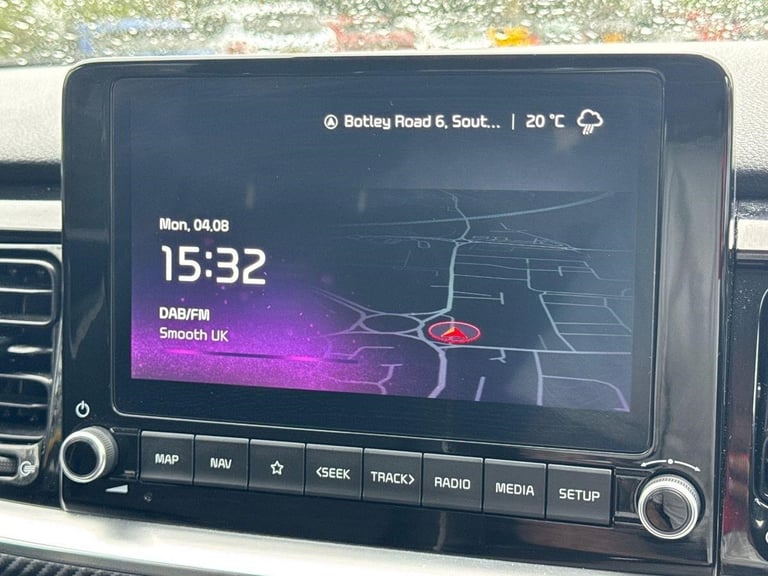 Botley Road 6, Sout... | 20 °C
Mon, 04.08
15:32
DAB/FM
Smooth UK
MAP
NAV
<SEEK
TRACK>
RADIO
MEDIA
SETUP